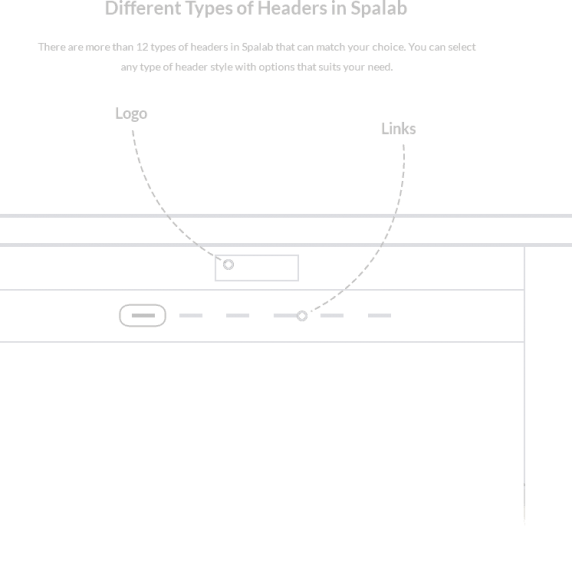 Different Types of Headers in Spalab
There are more than 12 types of headers in Spalab that can match your choice. You can select
any type of header style with options that suits your need.
Logo
Links